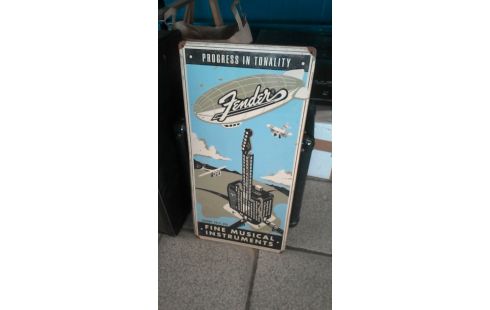 PROGRESS IN TONALITY
Fender
FINE MUSICAL
INSTRUMENTS